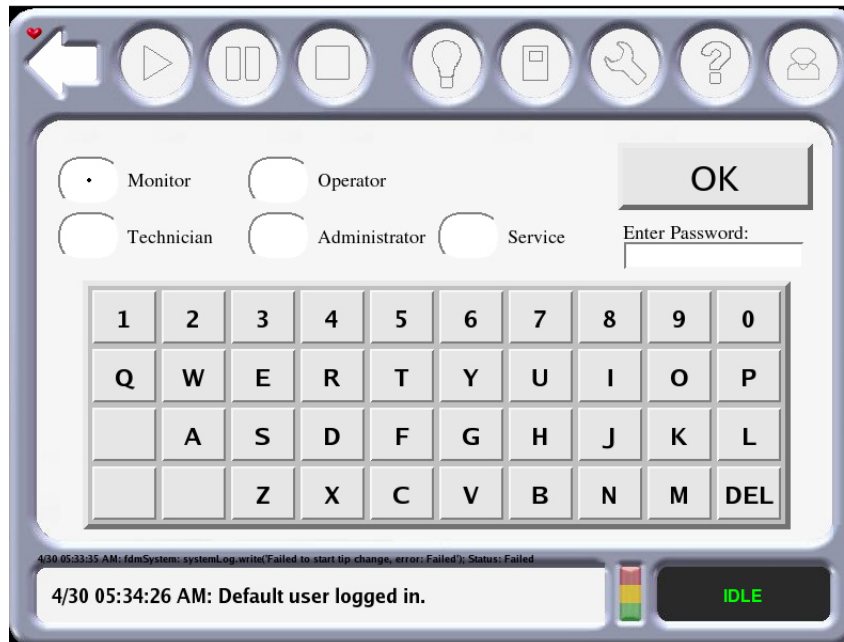 Monitor Operator OK
Technician Administrator Service Enter Password:
1 2 3 4 5 6 7 8 9 0
Q W E R T Y U I O P
A S D F G H J K L
Z X C V B N M DEL
4/30 05:33:35 AM: fdmSystem: systemLog.write('Failed to start tip change, error: Failed'); Status: Failed
4/30 05:34:26 AM: Default user logged in.
IDLE